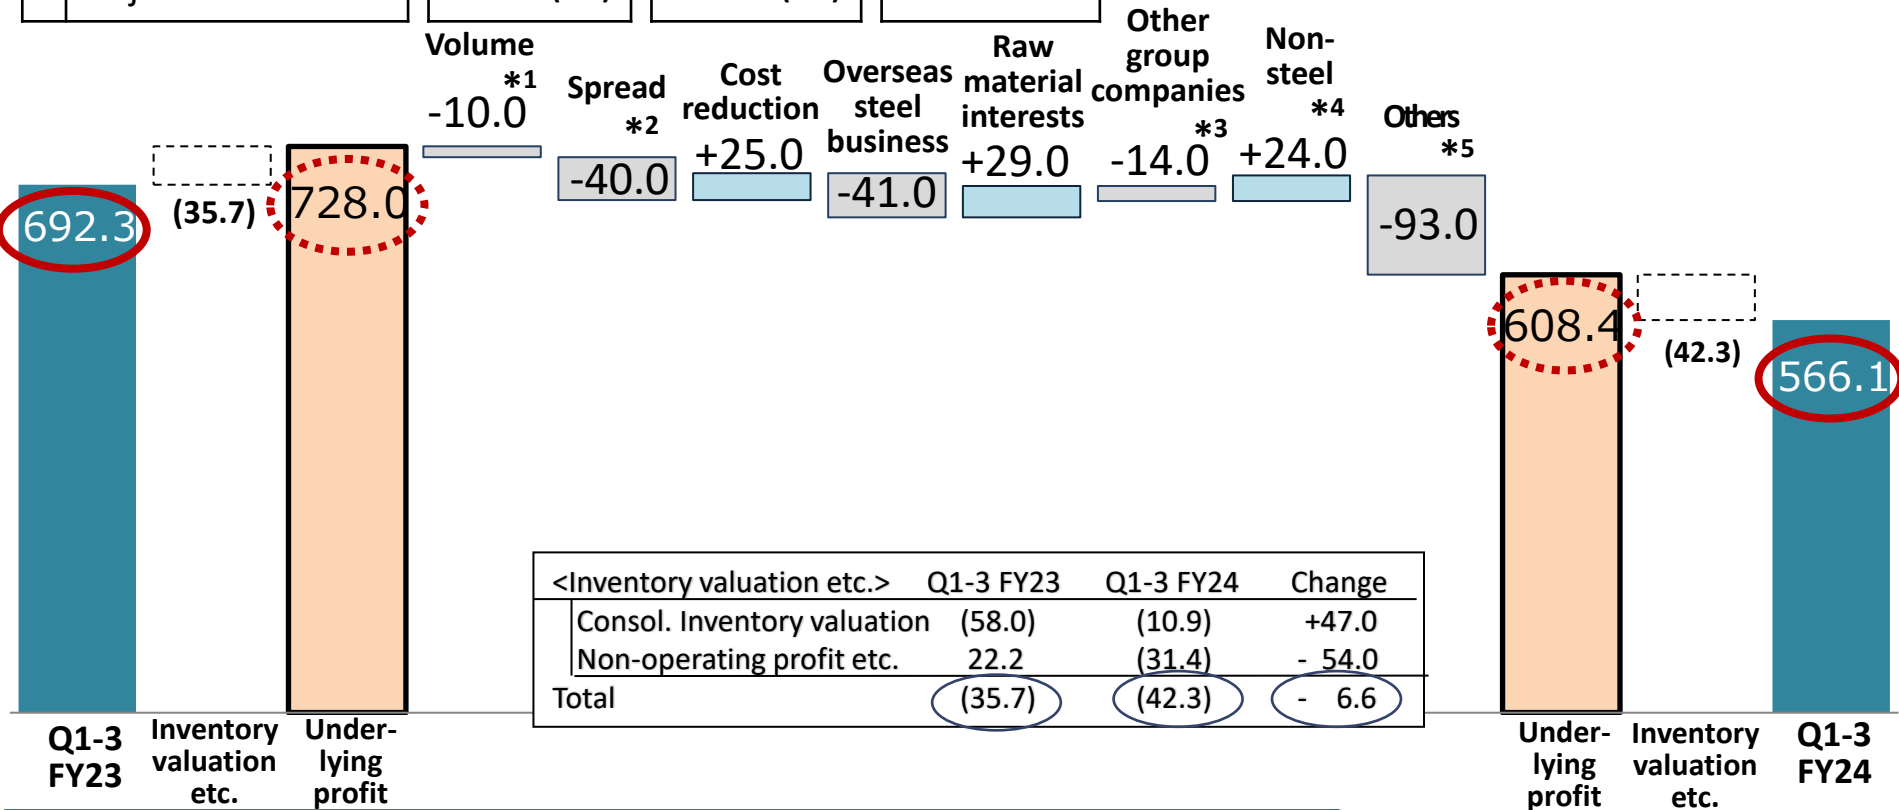 Volume
*1
-10.0
Spread
*2
-40.0
Cost
reduction
+25.0
Overseas
steel
business
-41.0
Raw
material
interests
+29.0
Other
group
companies
*3
-14.0
Non-
steel
*4
+24.0
Others
*5
-93.0
692.3
(35.7)
728.0
608.4
(42.3)
566.1
<Inventory valuation etc.> Q1-3 FY23 Q1-3 FY24 Change
Consol. Inventory valuation (58.0) (10.9) +47.0
Non-operating profit etc. 22.2 (31.4) - 54.0
Total (35.7) (42.3) - 6.6
Q1-3
FY23
Inventory
valuation
etc.
Under-
lying
profit
Under-
lying
profit
Inventory
valuation
etc.
Q1-3
FY24